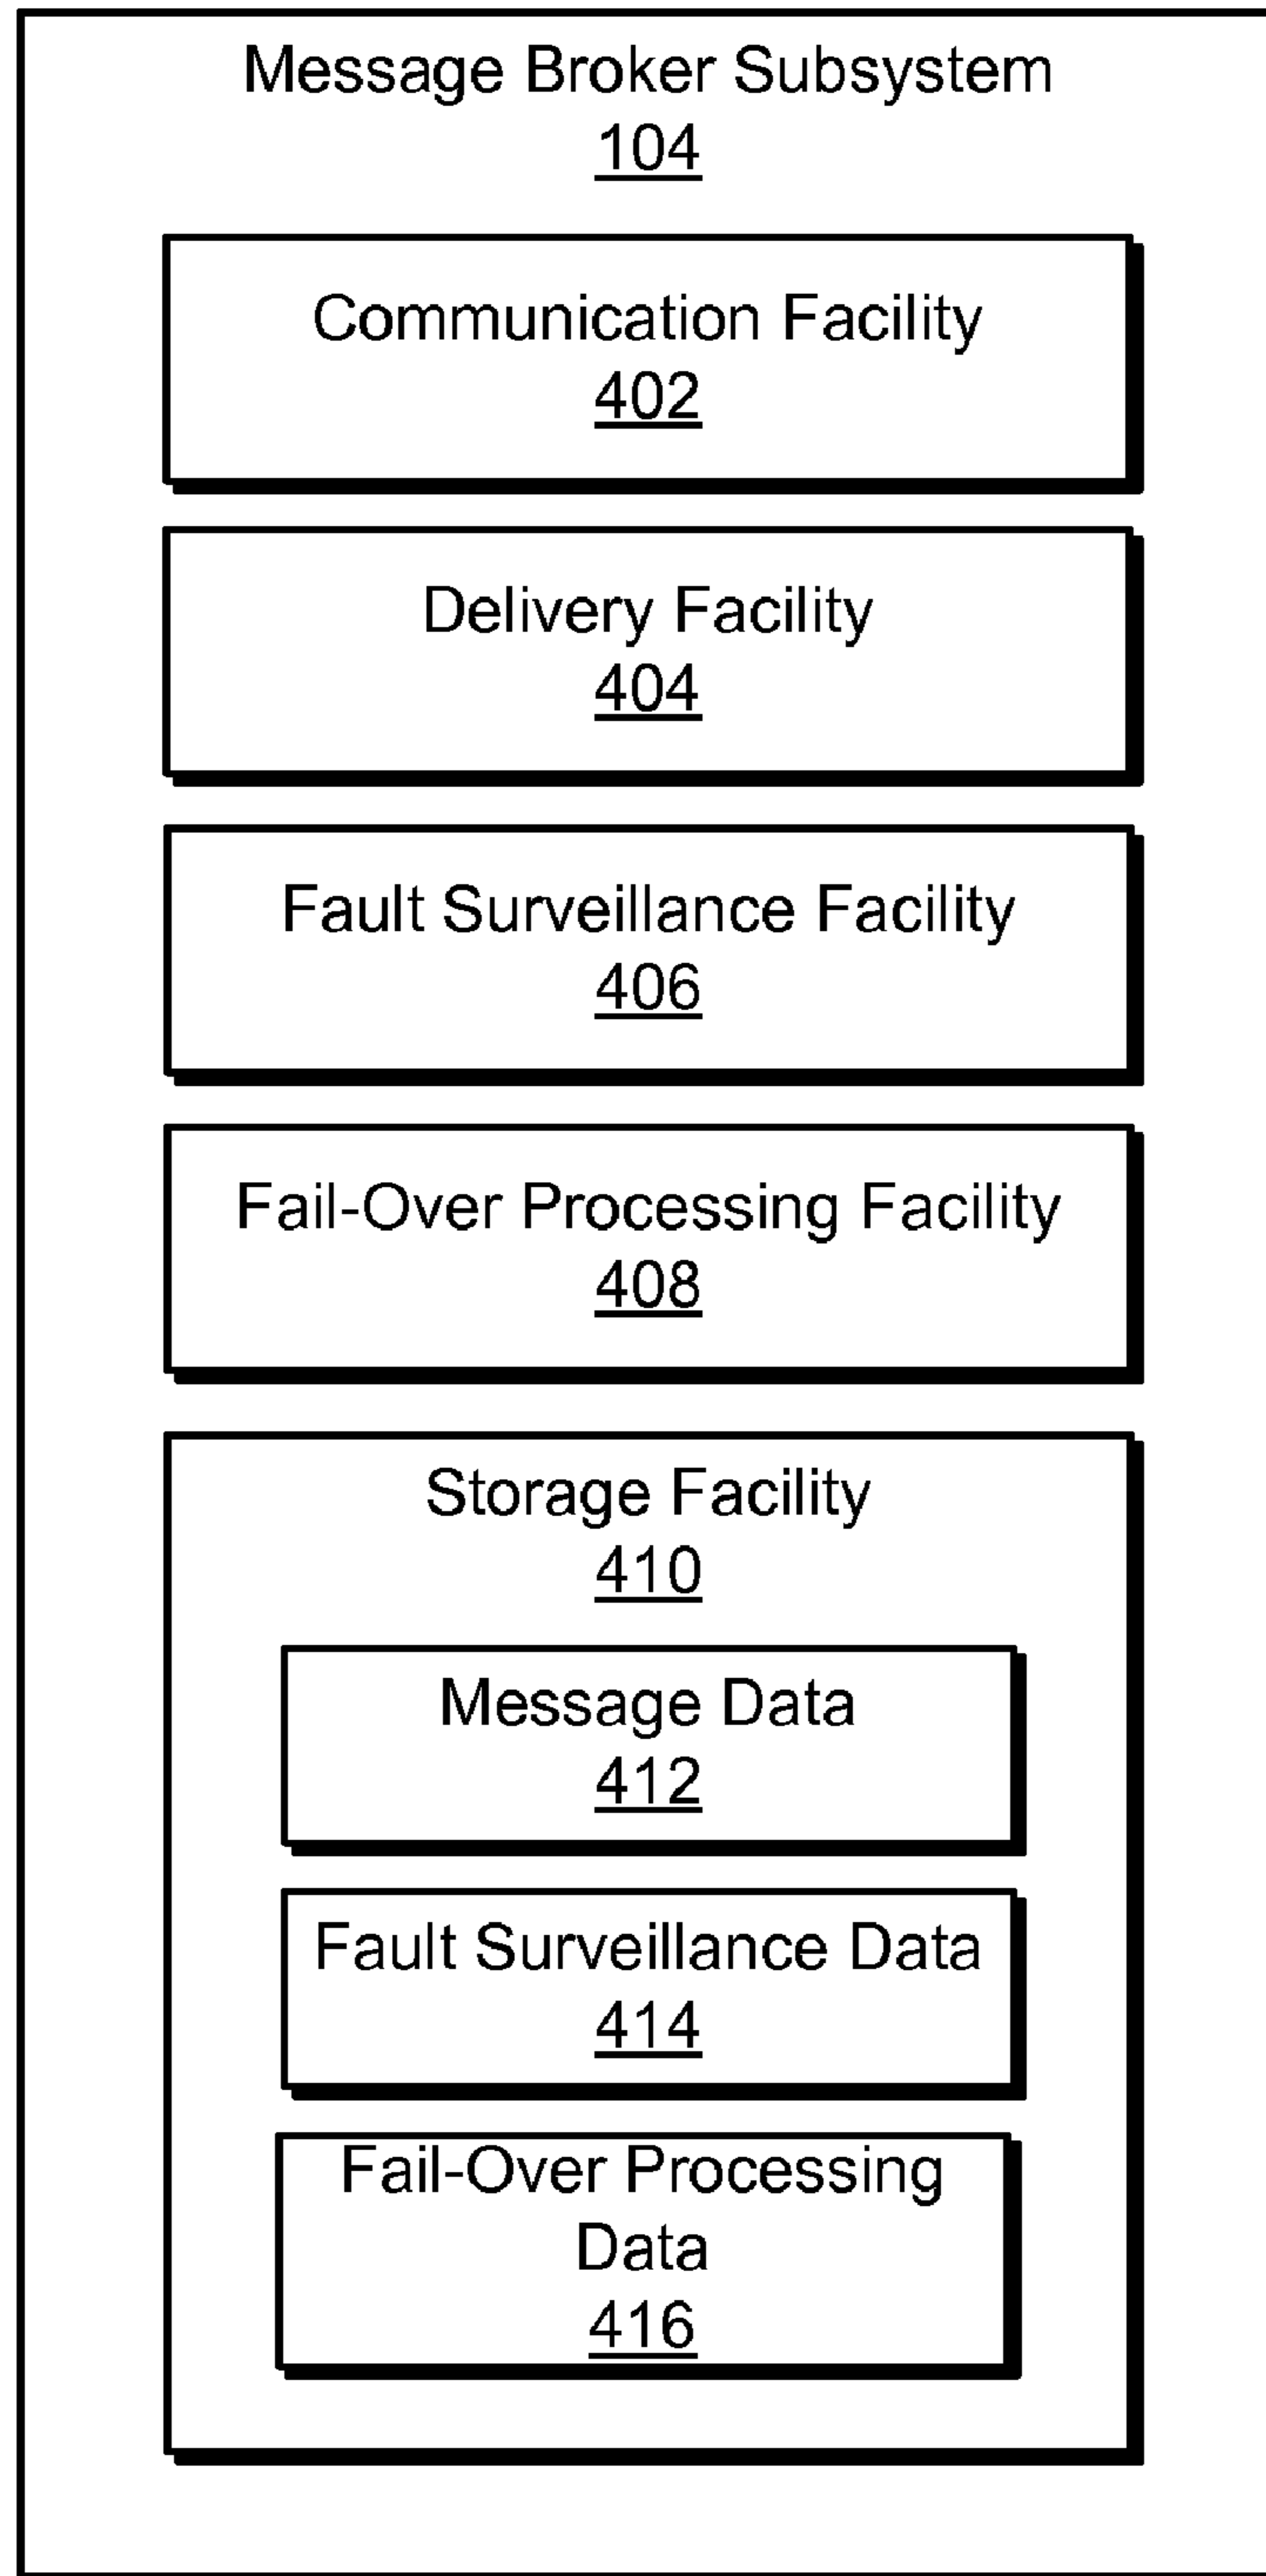 Message Broker Subsystem
104
Communication Facility
402
Delivery Facility
404
Fault Surveillance Facility
406
Fail-Over Processing Facility
408
Storage Facility
410
Message Data
412
Fault Surveillance Data
414
Fail-Over Processing
Data
416